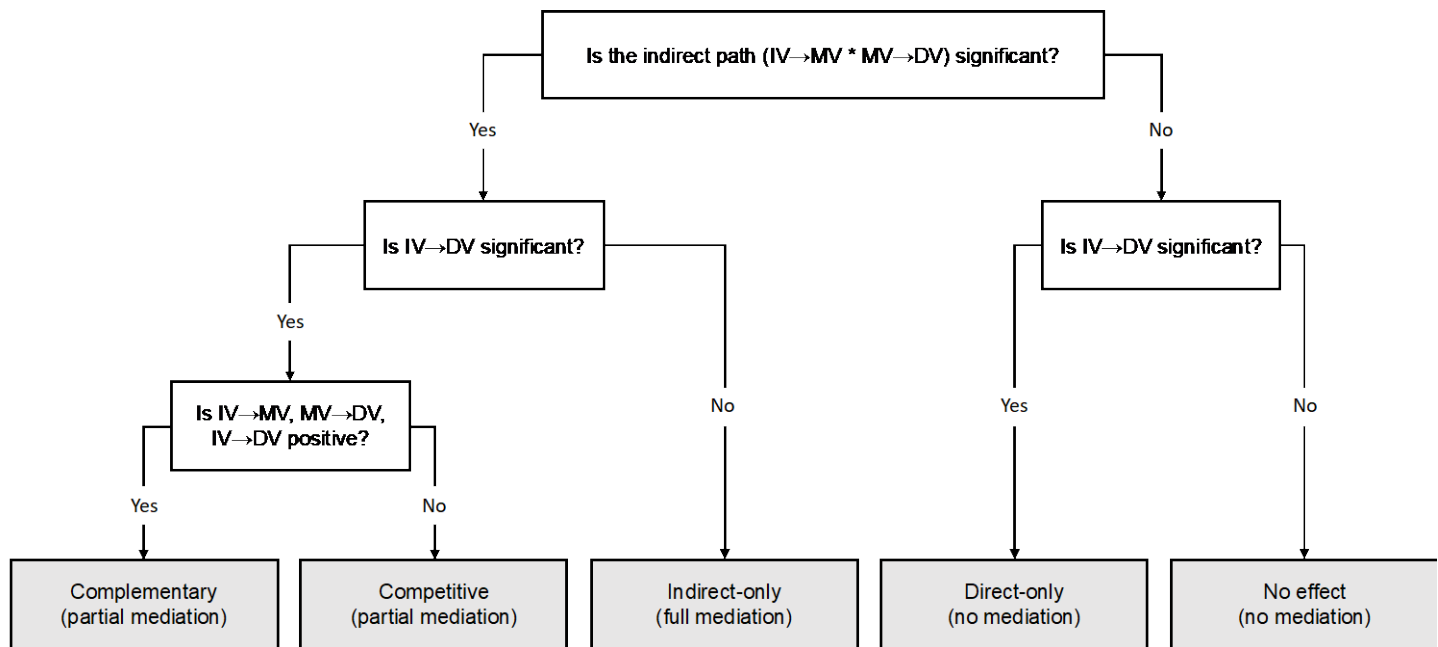 Is the indirect path (IV→MV * MV→DV) significant?
Yes
No
Is IV→DV significant?
Is IV→DV significant?
Yes
No
Yes
No
Is IV→MV, MV→DV,
IV→DV positive?
Yes
No
Complementary
(partial mediation)
Competitive
(partial mediation)
Indirect-only
(full mediation)
Direct-only
(no mediation)
No effect
(no mediation)